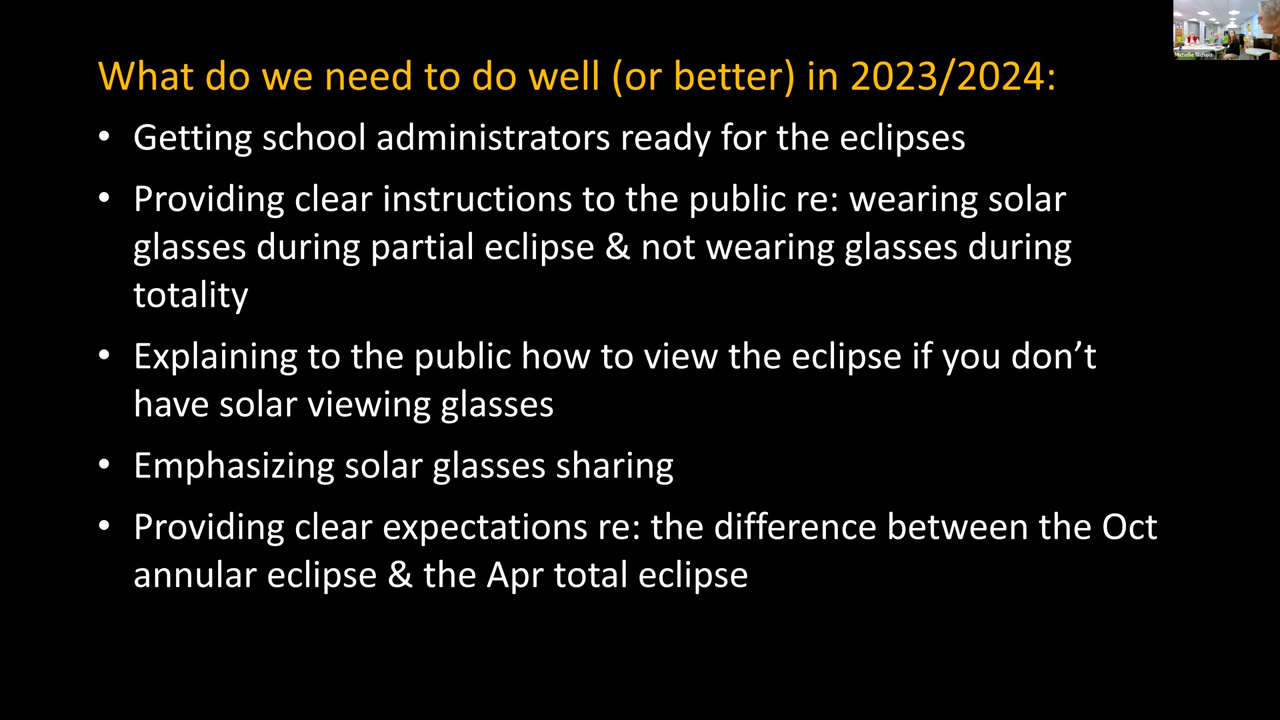 Michelle Nichols
What do we need to do well (or better) in 2023/2024:
• Getting school administrators ready for the eclipses
• Providing clear instructions to the public re: wearing solar
glasses during partial eclipse & not wearing glasses during
totality
• Explaining to the public how to view the eclipse if you don’t
have solar viewing glasses
• Emphasizing solar glasses sharing
• Providing clear expectations re: the difference between the Oct
annular eclipse & the Apr total eclipse